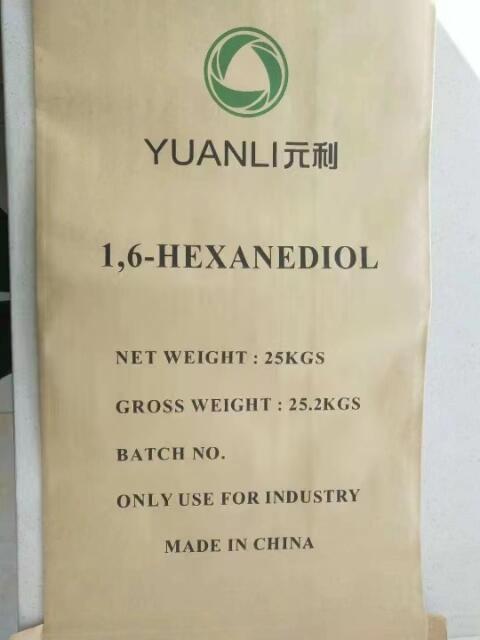 YUANLI元利
1,6-HEXANEDIOL
NET WEIGHT : 25KGS
GROSS WEIGHT : 25.2KGS
BATCH NO.
ONLY USE FOR INDUSTRY
MADE IN CHINA